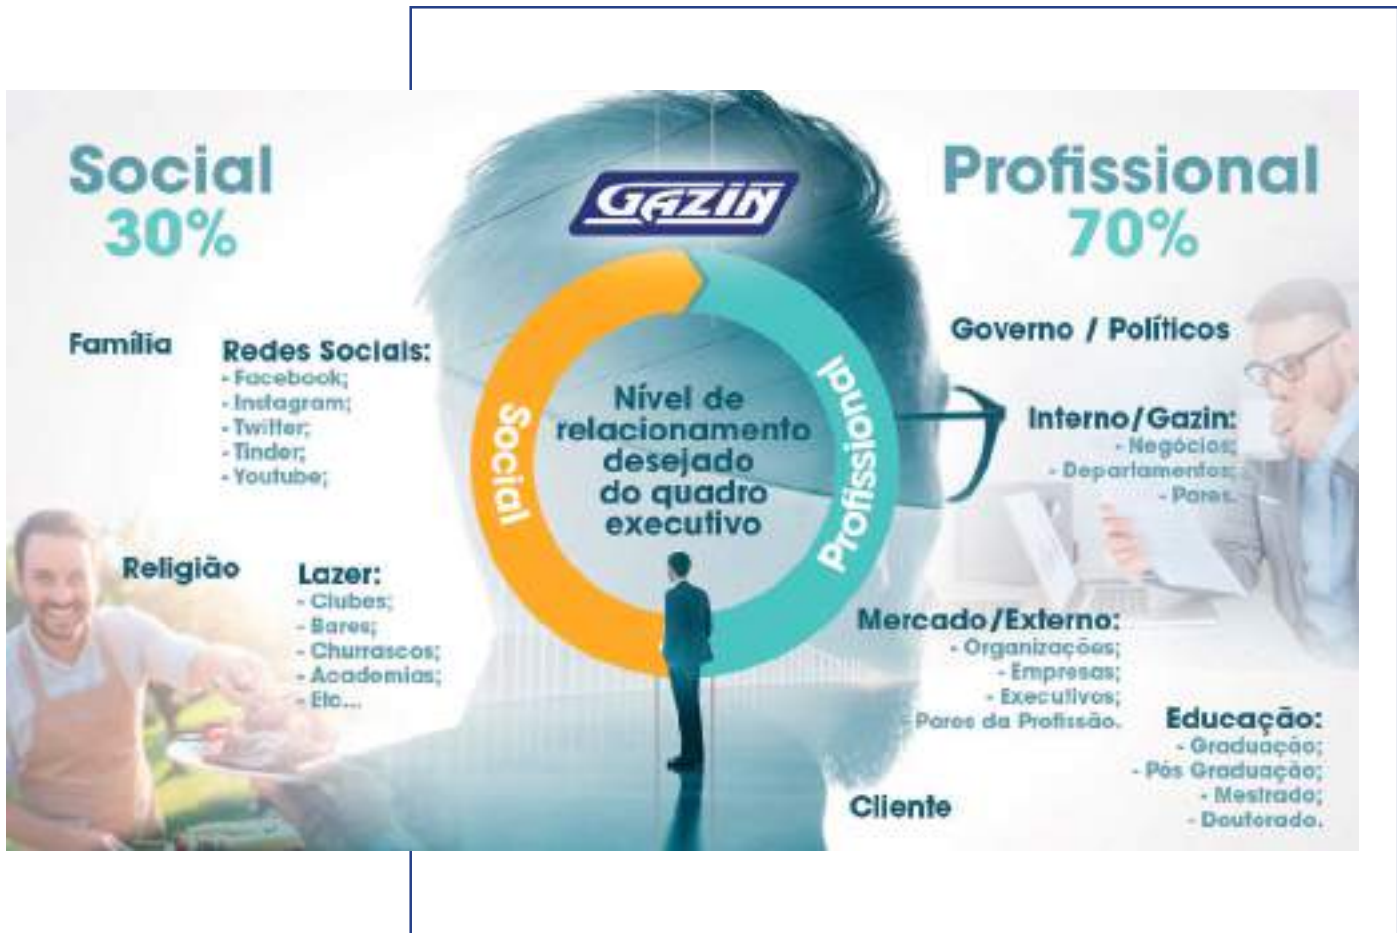 Social
30%
Família
Redes Sociais:
- Facebook;
- Instagram;
- Twitter;
- Tinder;
- Youtube;
Religião
Lazer:
- Clubes;
- Bares;
- Churrascos;
- Academias;
- Etc...
GAZIN
Social
Nível de
relacionamento
desejado
do quadro
executivo
Profissional
Profissional
70%
Governo / Políticos
Interno/Gazin:
- Negócios;
- Departamentos;
- Pares.
Mercado/Externo:
- Organizações;
- Empresas;
- Executivos;
- Pares da Profissão.
Educação:
- Graduação;
- Pós Graduação;
- Mestrado;
- Doutorado.
Cliente